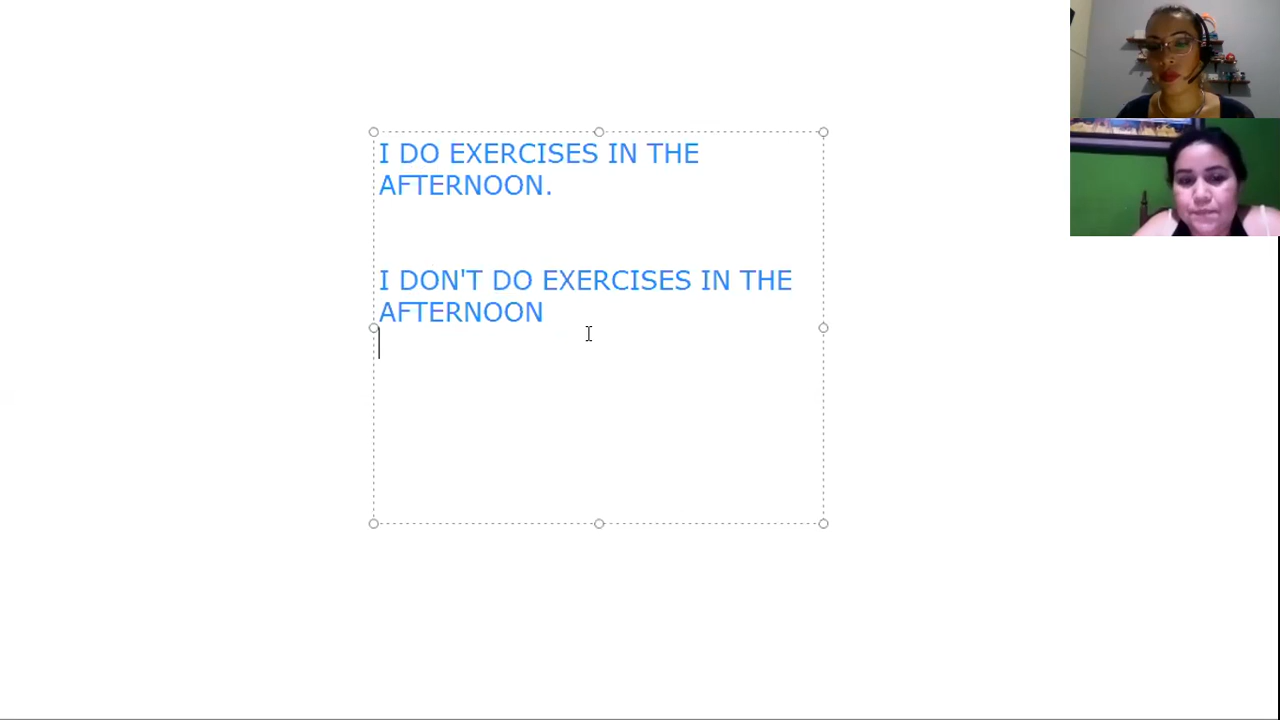 I DO EXERCISES IN THE
AFTERNOON.
I DON'T DO EXERCISES IN THE
AFTERNOON